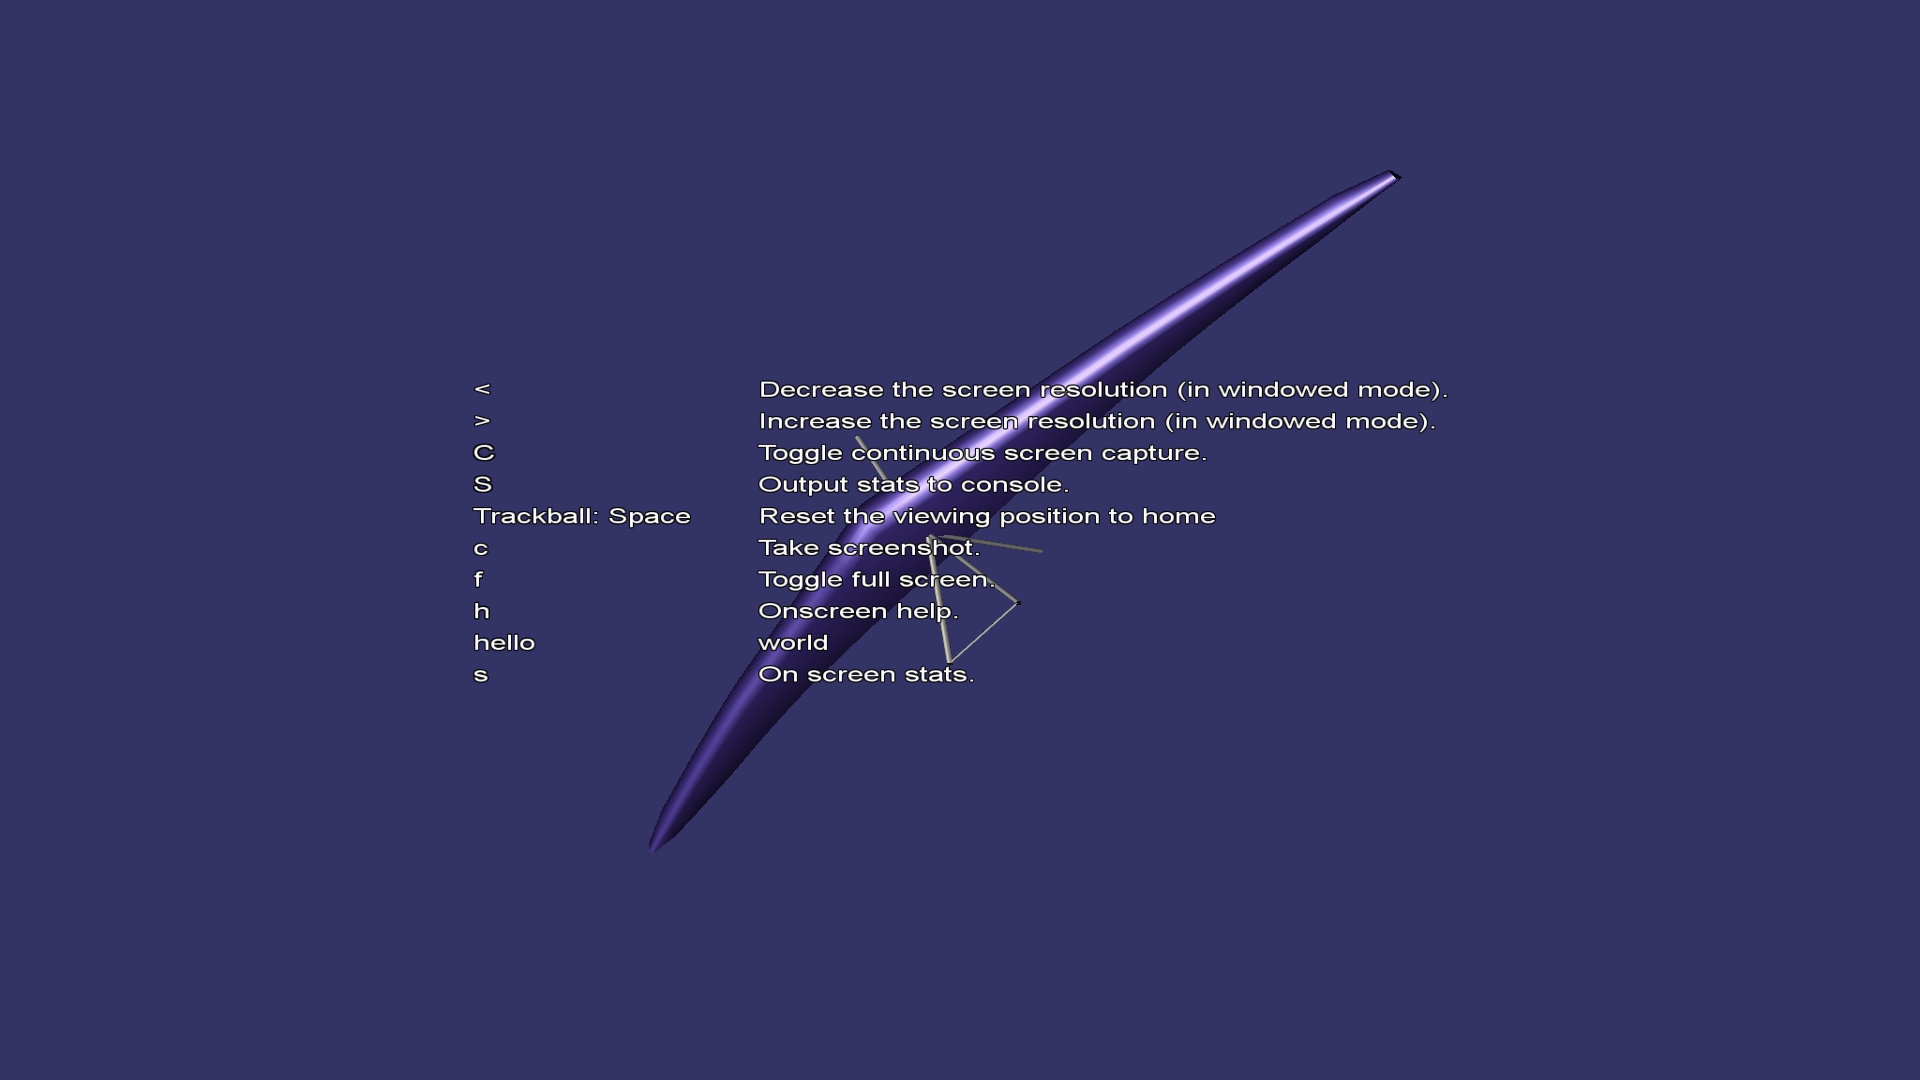 < Decrease the screen resolution (in windowed mode).
> Increase the screen resolution (in windowed mode).
C Toggle continuous screen capture.
S Output stats to console.
Trackball: Space Reset the viewing position to home
c Take screenshot.
f Toggle full screen.
h Onscreen help.
hello world
s On screen stats.